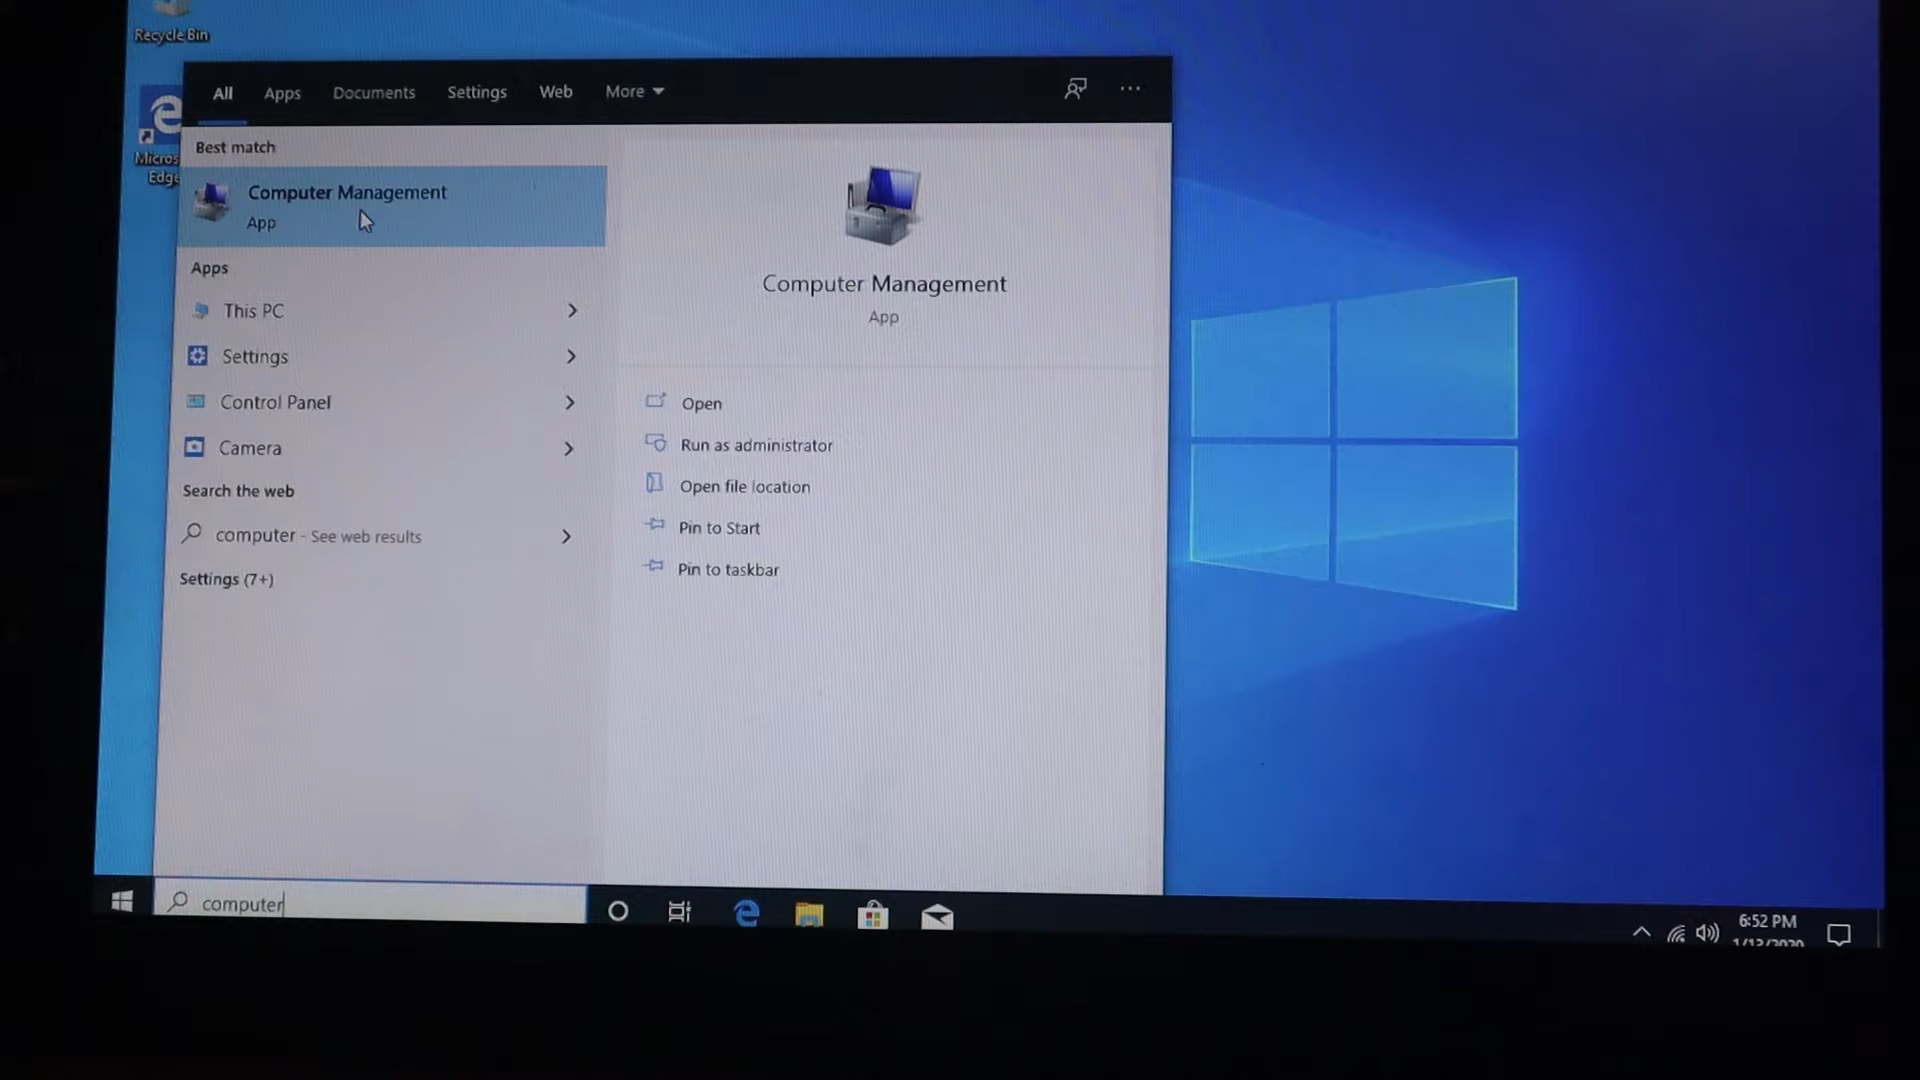 Recycle Bin
Micros
Edge
All Apps Documents Settings Web More
Best match
Computer Management
App
Apps
This PC
Settings
Control Panel
Camera
Search the web
computer - See web results
Settings (7+)
Computer Management
App
Open
Run as administrator
Open file location
Pin to Start
Pin to taskbar
computer
6:52 PM
1/13/2020